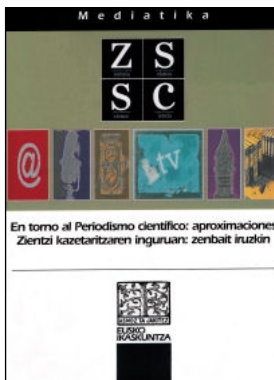 Mediatika
Z S
S C
@
.tv
En torno al Periodismo científico: aproximaciones
Zientzi kazetaritzaren inguruan: zenbait iruzkin
EUSKO
IKASKUNTZA